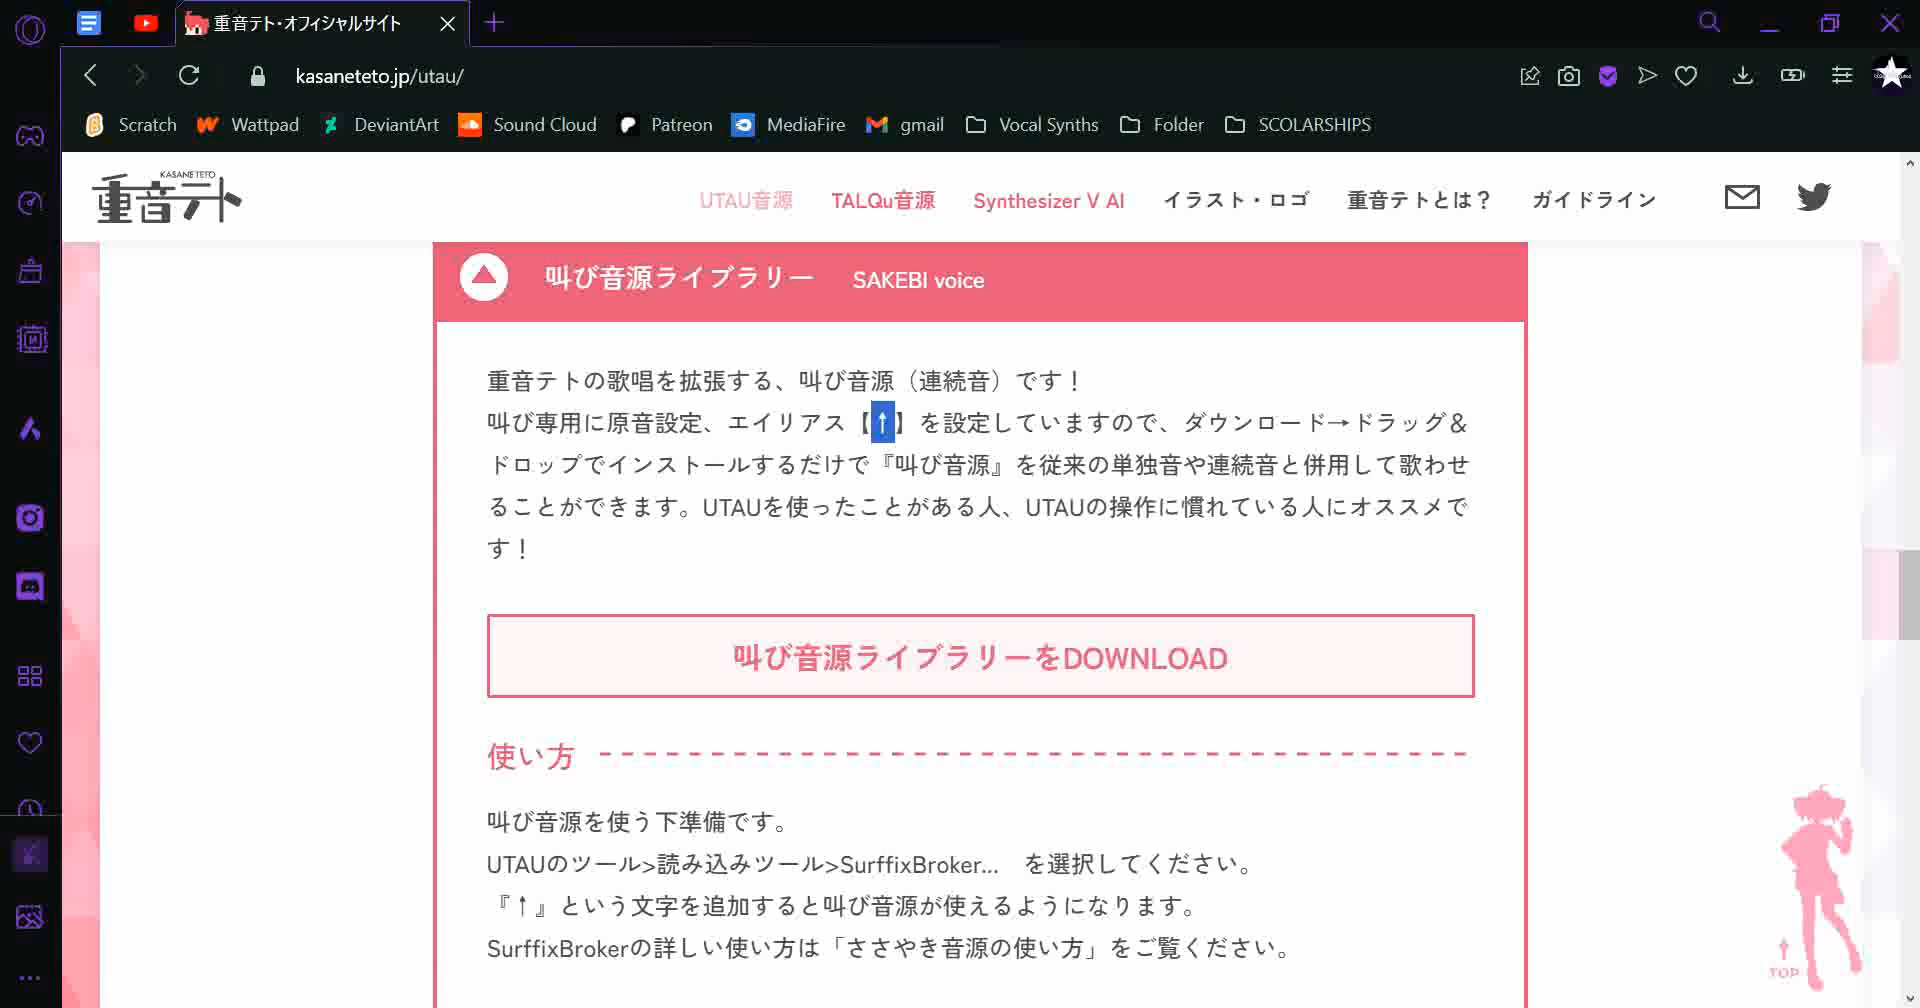 重音テト・オフィシャルサイト
kasaneteto.jp/utau/
Scratch Wattpad DeviantArt Sound Cloud Patreon MediaFire gmail Vocal Synths Folder SCOLARSHIPS
KASANE TETO
重音テト
UTAU音源 TALQu音源 Synthesizer V AI イラスト・ロゴ 重音テトとは？ ガイドライン
叫び音源ライブラリー SAKEBI voice
重音テトの歌唱を拡張する、叫び音源（連続音）です！
叫び専用に原音設定、エイリアス【↑】を設定していますので、ダウンロード→ドラッグ＆
ドロップでインストールするだけで『叫び音源』を従来の単独音や連続音と併用して歌わせ
ることができます。UTAUを使ったことがある人、UTAUの操作に慣れている人にオススメで
す！
叫び音源ライブラリーをDOWNLOAD
使い方
叫び音源を使う下準備です。
UTAUのツール>読み込みツール>SurffixBroker... を選択してください。
『↑』という文字を追加すると叫び音源が使えるようになります。
SurffixBrokerの詳しい使い方は「ささやき音源の使い方」をご覧ください。
↑
TOP